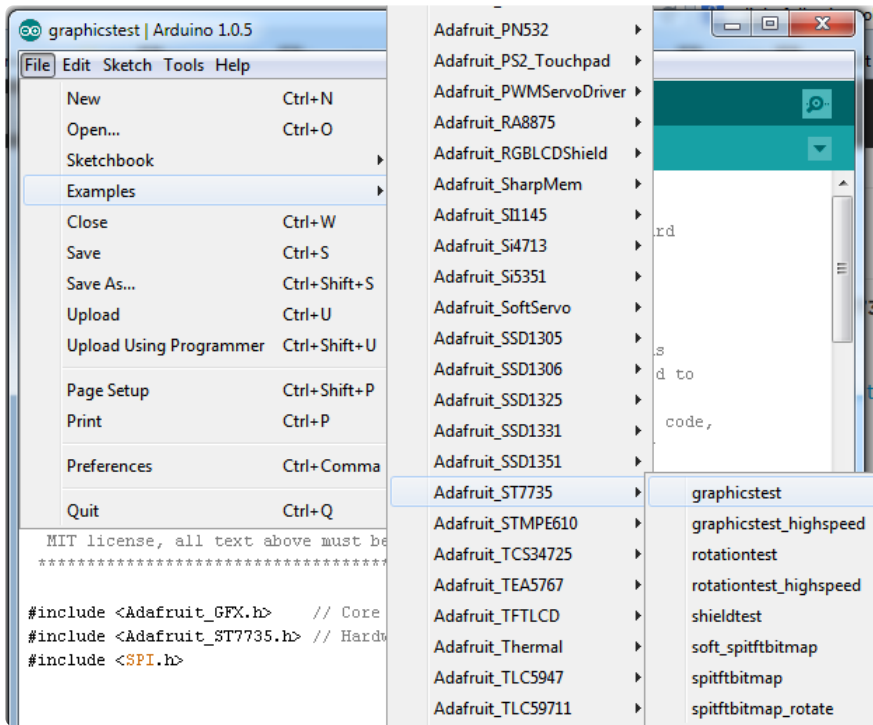 graphicstest | Arduino 1.0.5
File Edit Sketch Tools Help
New Ctrl+N
Open... Ctrl+O
Sketchbook
Examples
Close Ctrl+W
Save Ctrl+S
Save As... Ctrl+Shift+S
Upload Ctrl+U
Upload Using Programmer Ctrl+Shift+U
Page Setup Ctrl+Shift+P
Print Ctrl+P
Preferences Ctrl+Comma
Quit Ctrl+Q
Adafruit_PN532
Adafruit_PS2_Touchpad
Adafruit_PWMServoDriver
Adafruit_RA8875
Adafruit_RGBLCDShield
Adafruit_SharpMem
Adafruit_SI1145
Adafruit_Si4713
Adafruit_Si5351
Adafruit_SoftServo
Adafruit_SSD1305
Adafruit_SSD1306
Adafruit_SSD1325
Adafruit_SSD1331
Adafruit_SSD1351
Adafruit_ST7735
Adafruit_STMPE610
Adafruit_TCS34725
Adafruit_TEA5767
Adafruit_TFTLCD
Adafruit_Thermal
Adafruit_TLC5947
Adafruit_TLC59711
graphicstest
graphicstest_highspeed
rotationtest
rotationtest_highspeed
shieldtest
soft_spitftbitmap
spitftbitmap
spitftbitmap_rotate
rd
s
d to
code,
MIT license, all text above must be
************************************
#include <Adafruit_GFX.h> // Core
#include <Adafruit_ST7735.h> // Hardw
#include <SPI.h>